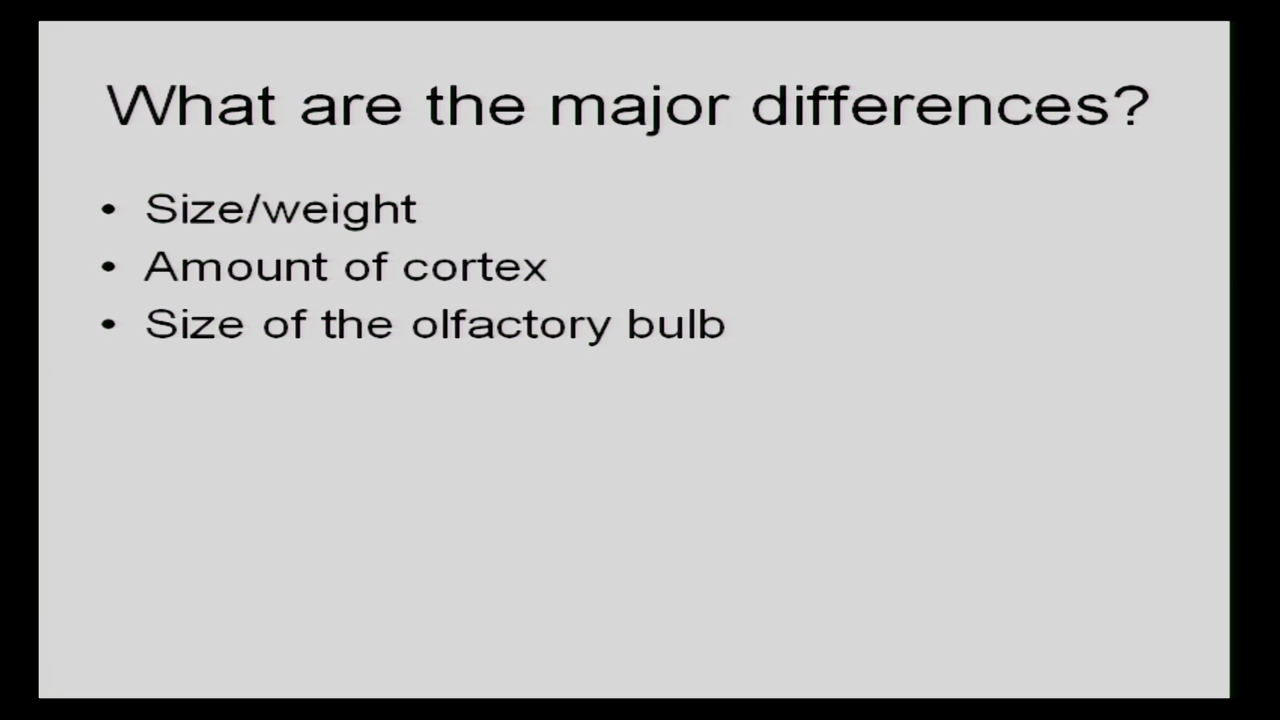 What are the major differences?
• Size/weight
• Amount of cortex
• Size of the olfactory bulb